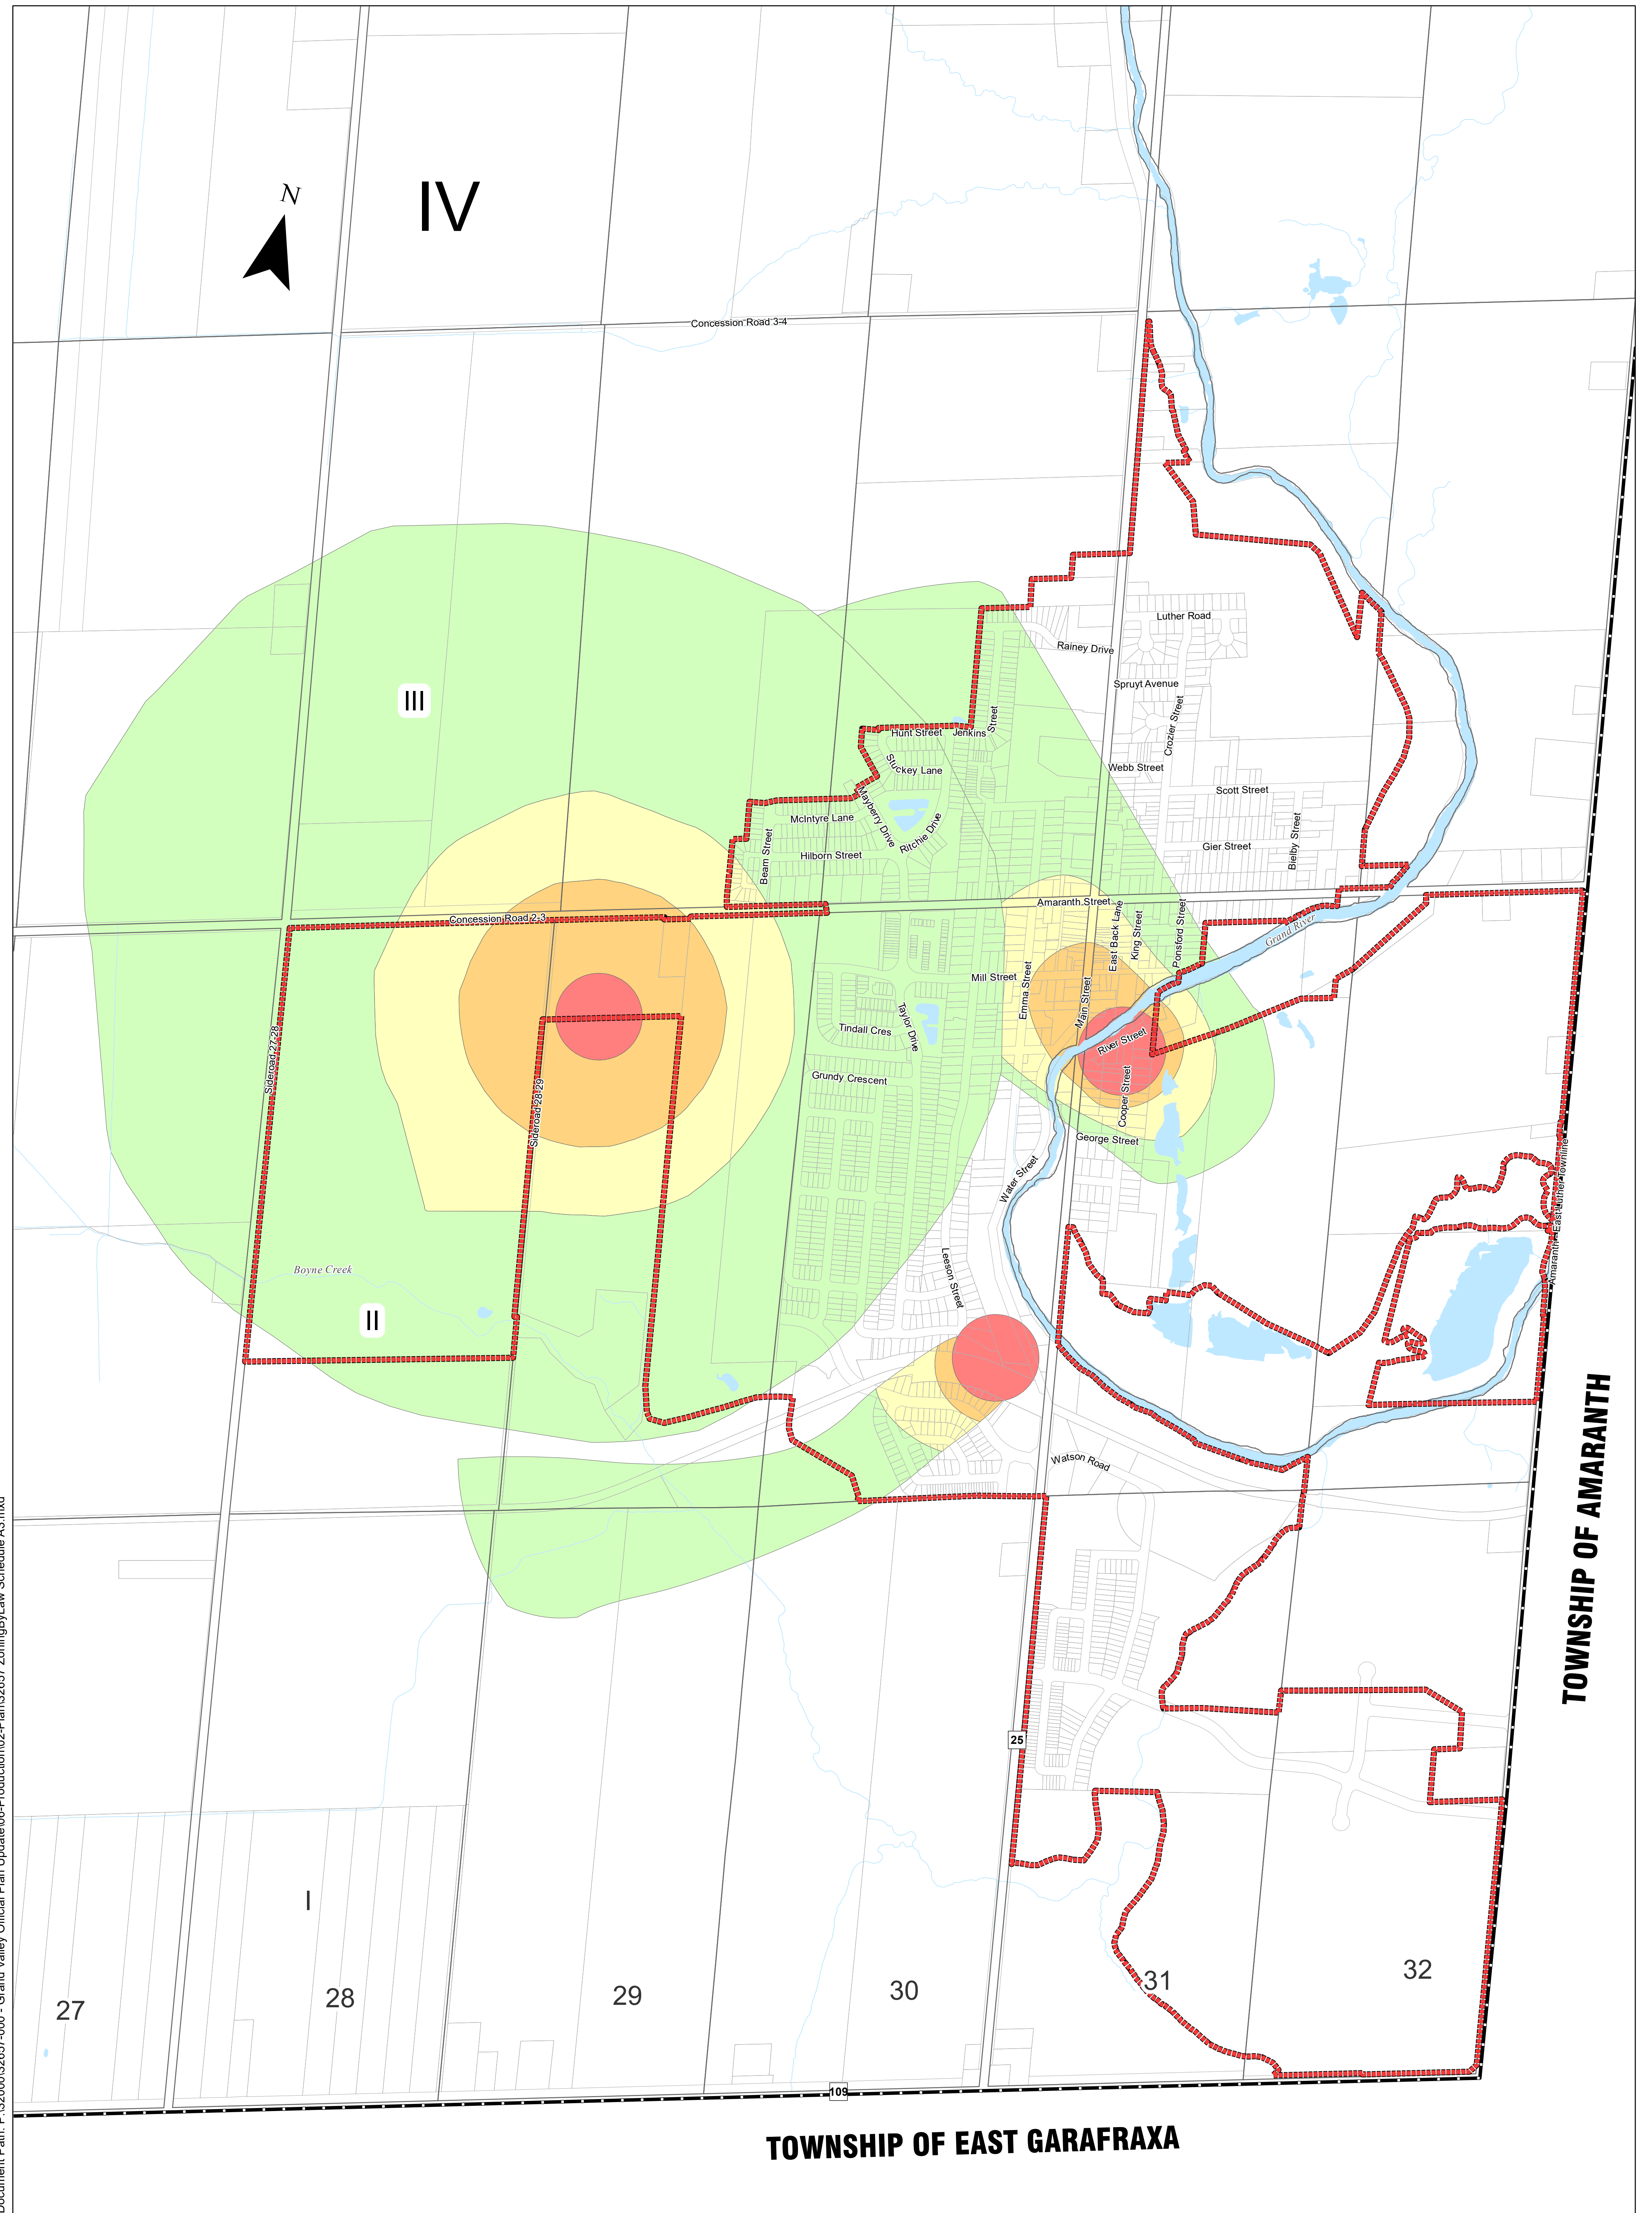 N
IV
Concession Road 3-4
Luther Road
Rainey Drive
Spruyt Avenue
III
Crozier Street
Street
Hunt Street
Jenkins
Webb Street
Stuckey Lane
Scott Street
McIntyre Lane
Mayberry Drive
Ritchie Drive
Bielby Street
Gier Street
Beam Street
Hilborn Street
Amaranth Street
Concession Road 2-3
East Back Lane
King Street
Ponsford Street
Grand River
Mill Street
Emma Street
Main Street
Taylor Drive
Tindall Cres
River Street
Sideroad 27-28
Sideroad 28-29
Grundy Crescent
Cooper Street
George Street
Water Street
Amaranth - East Luther Townline
Boyne Creek
Leeson Street
II
Watson Road
TOWNSHIP OF AMARANTH
25
I
27
28
29
30
31
32
109
TOWNSHIP OF EAST GARAFRAXA